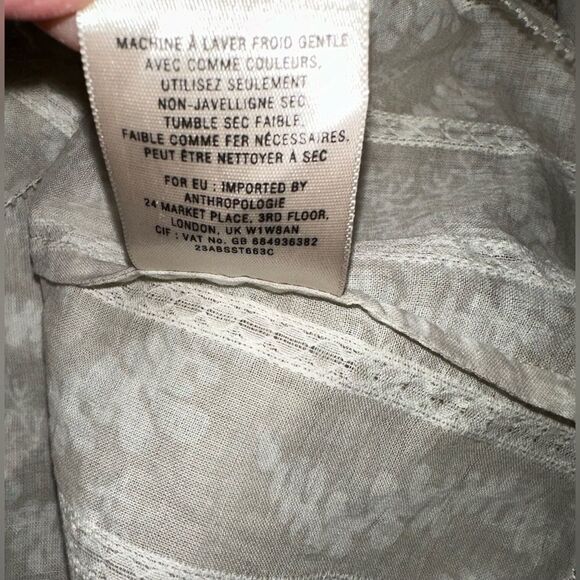 MACHINE À LAVER FROID GENTLE
AVEC COMME COULEURS,
UTILISEZ SEULEMENT
NON-JAVELLIGNE SEC,
TUMBLE SEC FAIBLE,
FAIBLE COMME FER NÉCESSAIRES.
PEUT ÊTRE NETTOYER À SEC
FOR EU : IMPORTED BY
ANTHROPOLOGIE
24 MARKET PLACE, 3RD FLOOR,
LONDON, UK W1W8AN
CIF : VAT No. GB 684936382
23ABSST663C